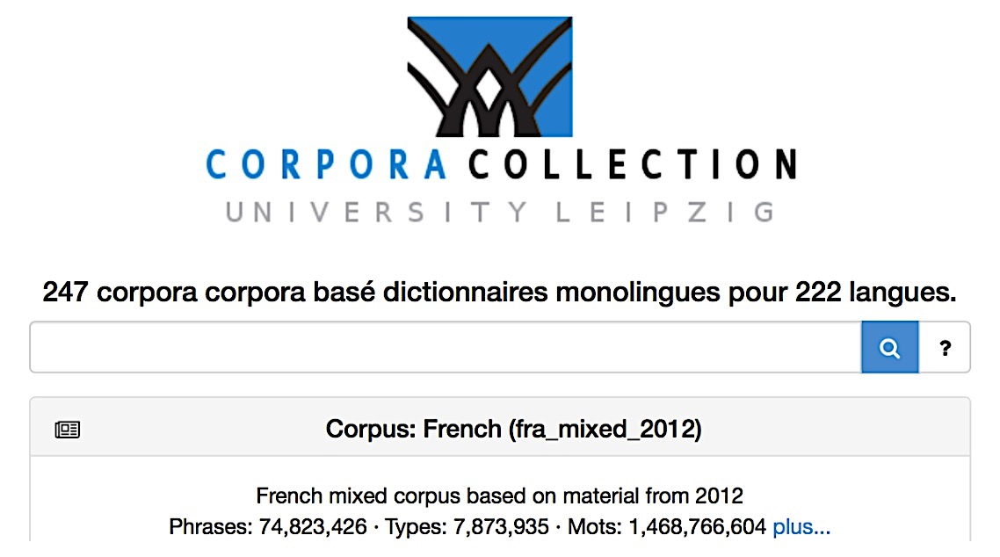 CORPORA COLLECTION
UNIVERSITY LEIPZIG
247 corpora corpora basé dictionnaires monolingues pour 222 langues.
?
Corpus: French (fra_mixed_2012)
French mixed corpus based on material from 2012
Phrases: 74,823,426 · Types: 7,873,935 · Mots: 1,468,766,604 plus...